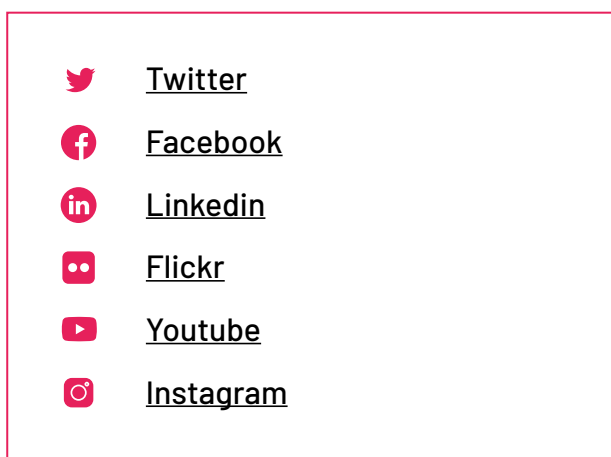 Twitter
Facebook
Linkedin
Flickr
Youtube
Instagram